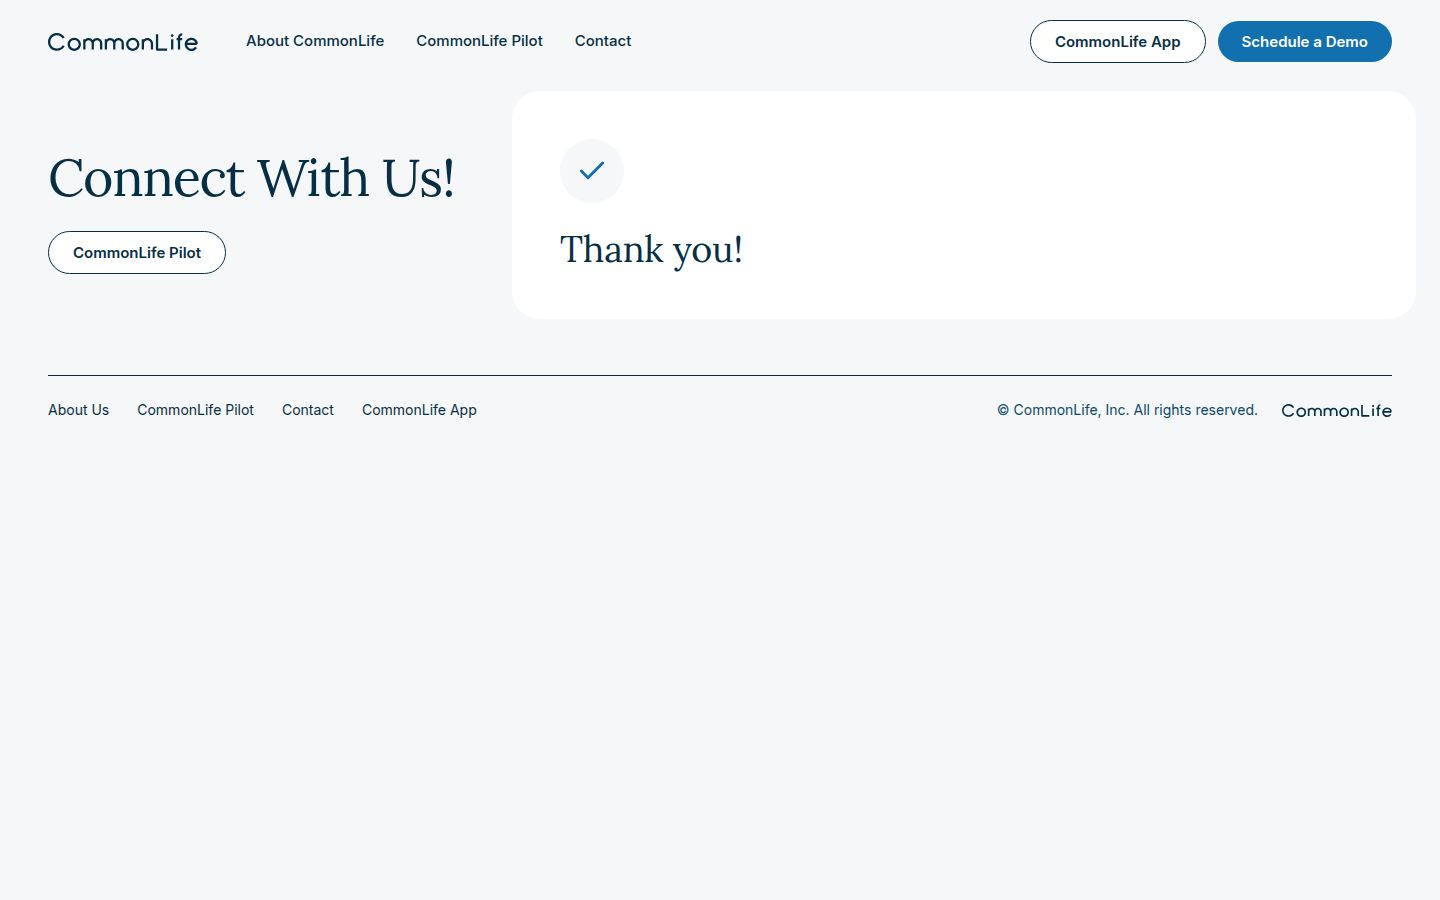 CommonLife
About CommonLife
CommonLife Pilot
Contact
CommonLife App
Schedule a Demo
Connect With Us!
CommonLife Pilot
Thank you!
About Us
CommonLife Pilot
Contact
CommonLife App
© CommonLife, Inc. All rights reserved.
CommonLife